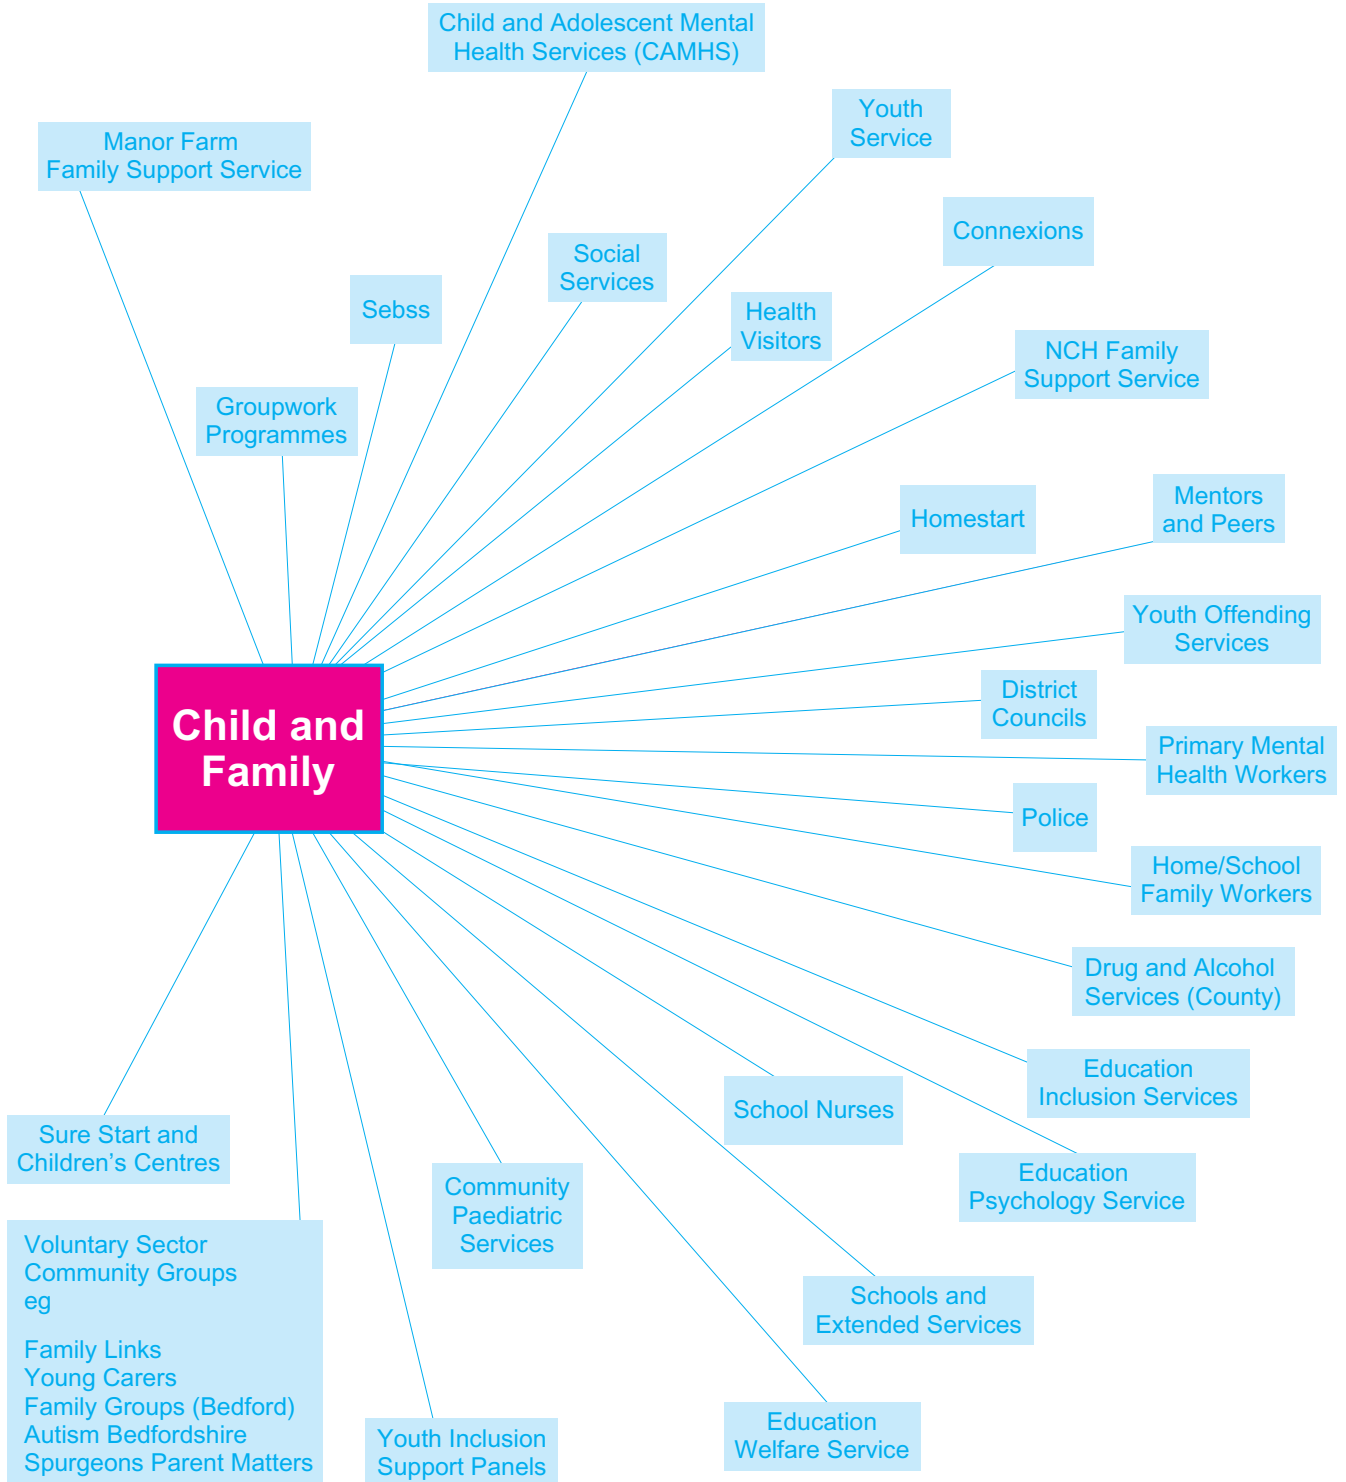 Child and Adolescent Mental
Health Services (CAMHS)
Youth
Service
Manor Farm
Family Support Service
Connexions
Social
Services
Sebss
Health
Visitors
NCH Family
Support Service
Groupwork
Programmes
Homestart
Mentors
and Peers
Youth Offending
Services
District
Councils
Child and
Family
Primary Mental
Health Workers
Police
Home/School
Family Workers
Drug and Alcohol
Services (County)
Education
Inclusion Services
School Nurses
Sure Start and
Children’s Centres
Education
Psychology Service
Community
Paediatric
Services
Voluntary Sector
Community Groups
eg
Family Links
Young Carers
Family Groups (Bedford)
Autism Bedfordshire
Spurgeons Parent Matters
Schools and
Extended Services
Youth Inclusion
Support Panels
Education
Welfare Service